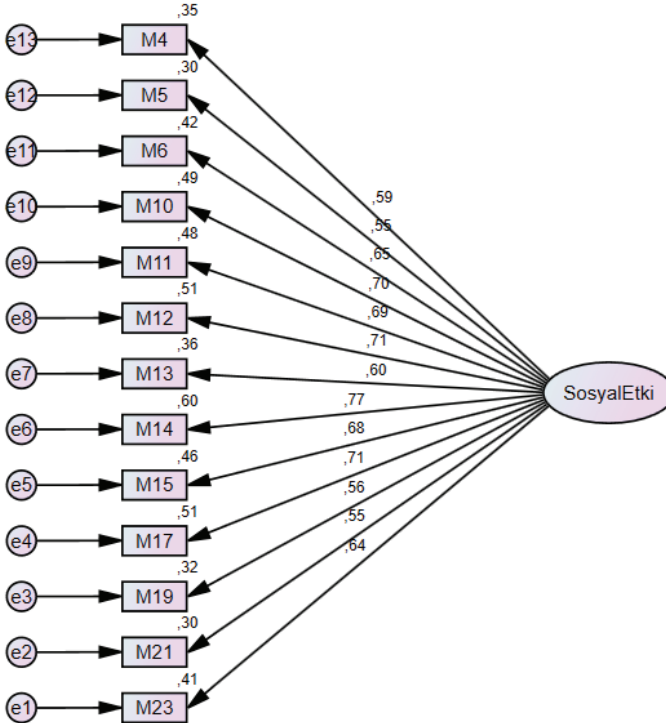 ,35
e13 M4
,30
e12 M5
,42
e11 M6
,49
e10 M10
,48
e9 M11
,51
e8 M12
,36
e7 M13
,60
e6 M14
,46
e5 M15
,51
e4 M17
,32
e3 M19
,30
e2 M21
,41
e1 M23
,59
,55
,65
,70
,69
,71
,60
,77
,68
,71
,56
,55
,64
SosyalEtki